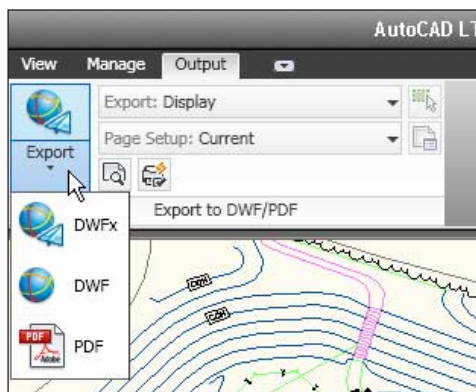 AutoCAD LT
View Manage Output
Export: Display
Page Setup: Current
Export
Export to DWF/PDF
DWFx
DWF
PDF
PDF
Adobe